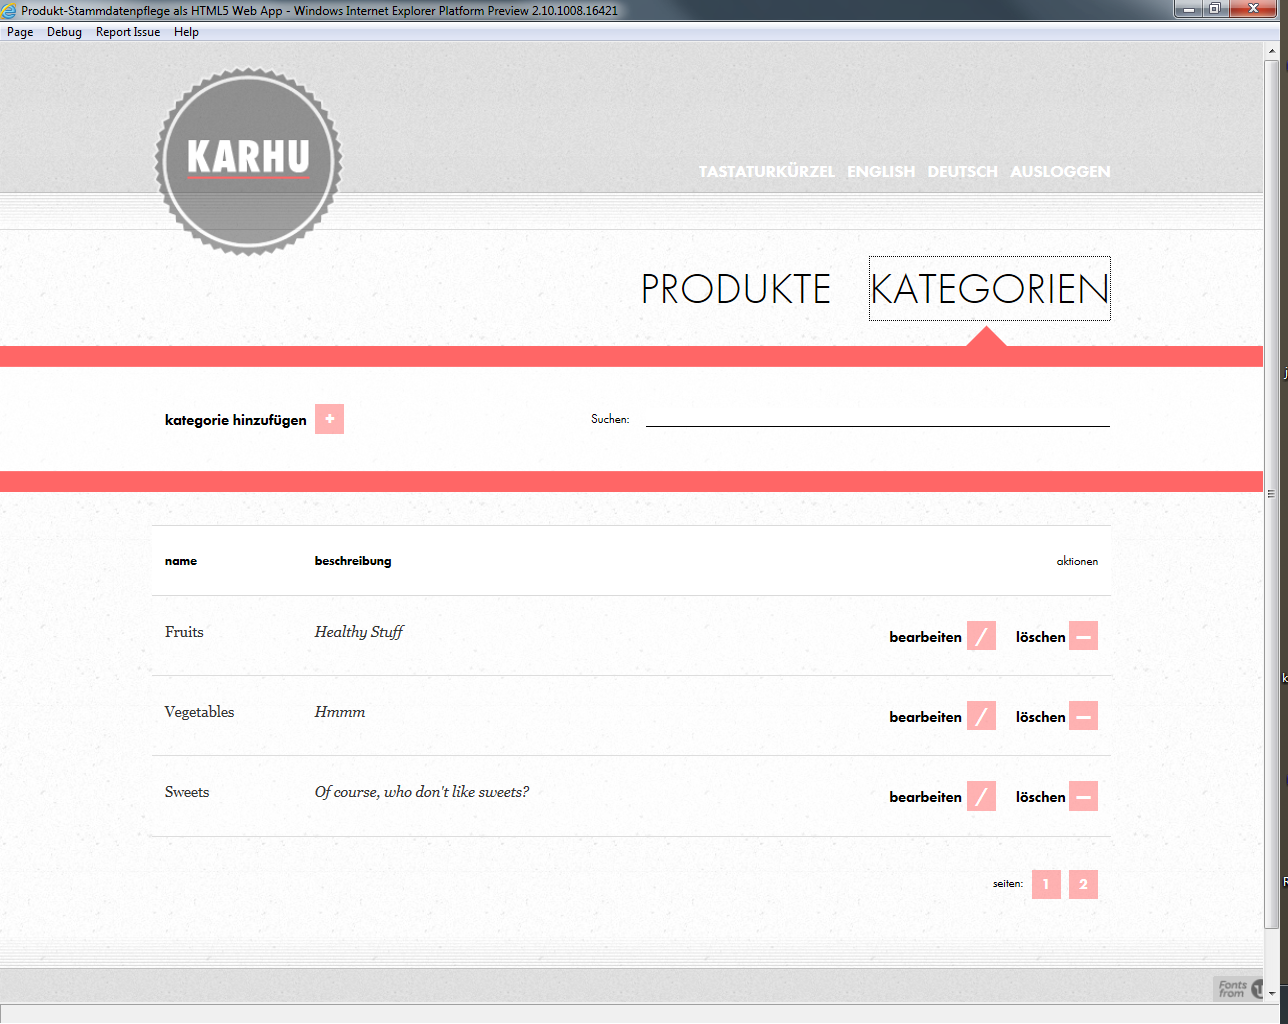 Produkt-Stammdatenpflege als HTML5 Web App - Windows Internet Explorer Platform Preview 2.10.1008.16421
Page Debug Report Issue Help
KARHU
TASTATURKÜRZEL ENGLISH DEUTSCH AUSLOGGEN
PRODUKTE KATEGORIEN
kategorie hinzufügen + Suchen:
name beschreibung aktionen
Fruits Healthy Stuff bearbeiten / löschen –
Vegetables Hmmm bearbeiten / löschen –
Sweets Of course, who don't like sweets? bearbeiten / löschen –
seiten: 1 2
Fonts
from